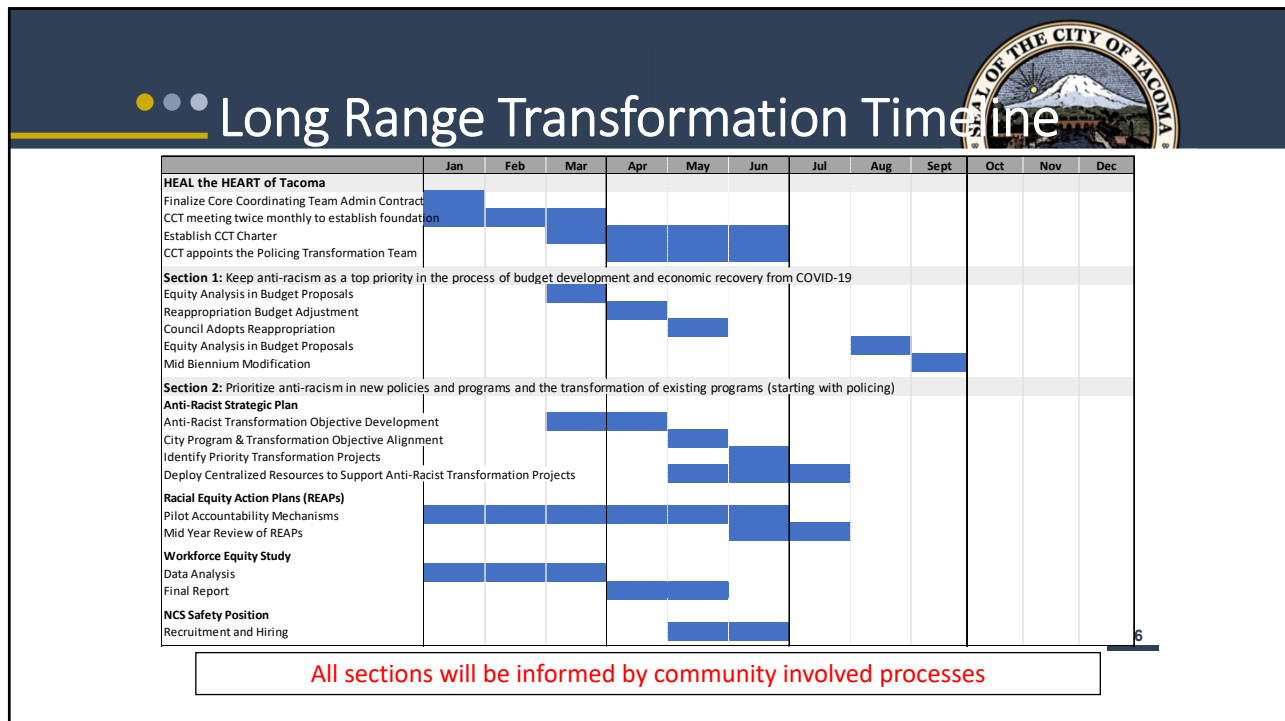 SEAL OF THE CITY OF TACOMA
Long Range Transformation Timeline
Jan Feb Mar Apr May Jun Jul Aug Sept Oct Nov Dec
HEAL the HEART of Tacoma
Finalize Core Coordinating Team Admin Contract
CCT meeting twice monthly to establish foundation
Establish CCT Charter
CCT appoints the Policing Transformation Team
Section 1: Keep anti-racism as a top priority in the process of budget development and economic recovery from COVID-19
Equity Analysis in Budget Proposals
Reappropriation Budget Adjustment
Council Adopts Reappropriation
Equity Analysis in Budget Proposals
Mid Biennium Modification
Section 2: Prioritize anti-racism in new policies and programs and the transformation of existing programs (starting with policing)
Anti-Racist Strategic Plan
Anti-Racist Transformation Objective Development
City Program & Transformation Objective Alignment
Identify Priority Transformation Projects
Deploy Centralized Resources to Support Anti-Racist Transformation Projects
Racial Equity Action Plans (REAPs)
Pilot Accountability Mechanisms
Mid Year Review of REAPs
Workforce Equity Study
Data Analysis
Final Report
NCS Safety Position
Recruitment and Hiring
6
All sections will be informed by community involved processes